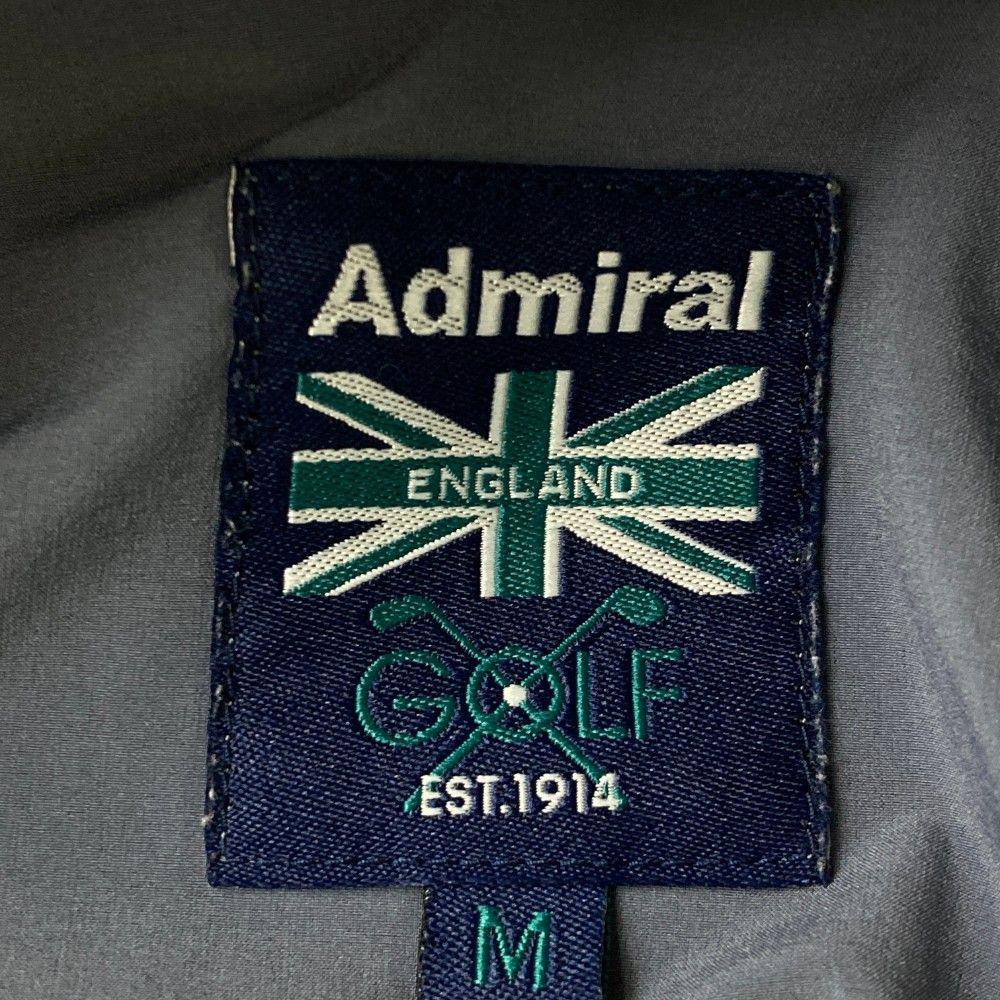 Admiral
ENGLAND
GOLF
EST.1914
M